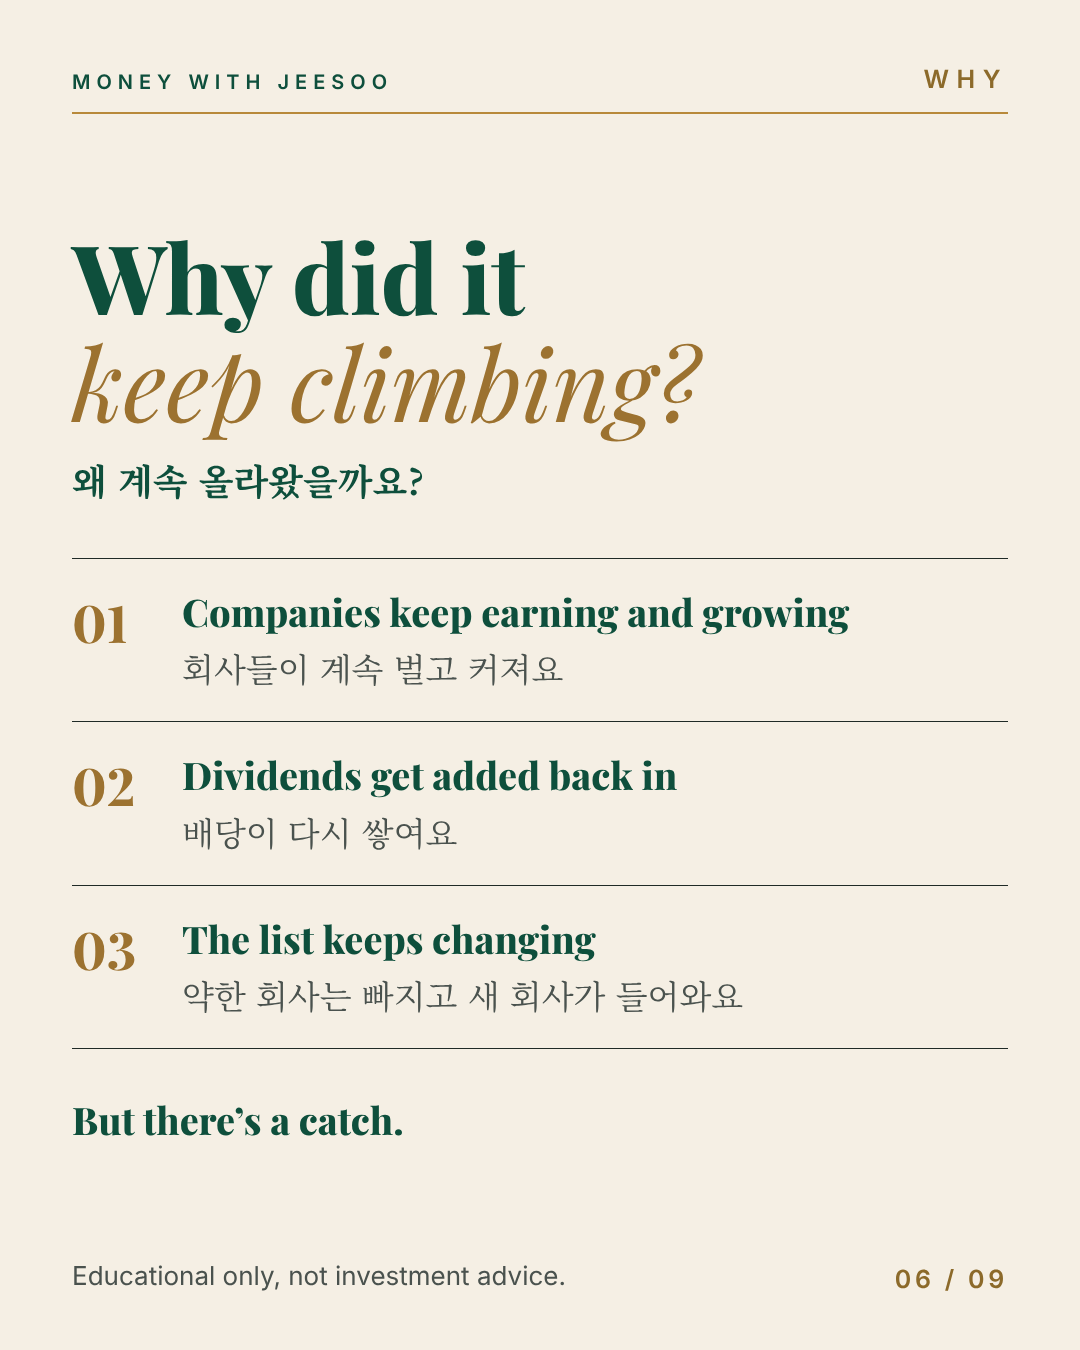 MONEY WITH JEESOO
WHY
Why did it
keep climbing?
왜 계속 올라왔을까요?
01
Companies keep earning and growing
회사들이 계속 벌고 커져요
02
Dividends get added back in
배당이 다시 쌓여요
03
The list keeps changing
약한 회사는 빠지고 새 회사가 들어와요
But there’s a catch.
Educational only, not investment advice.
06 / 09